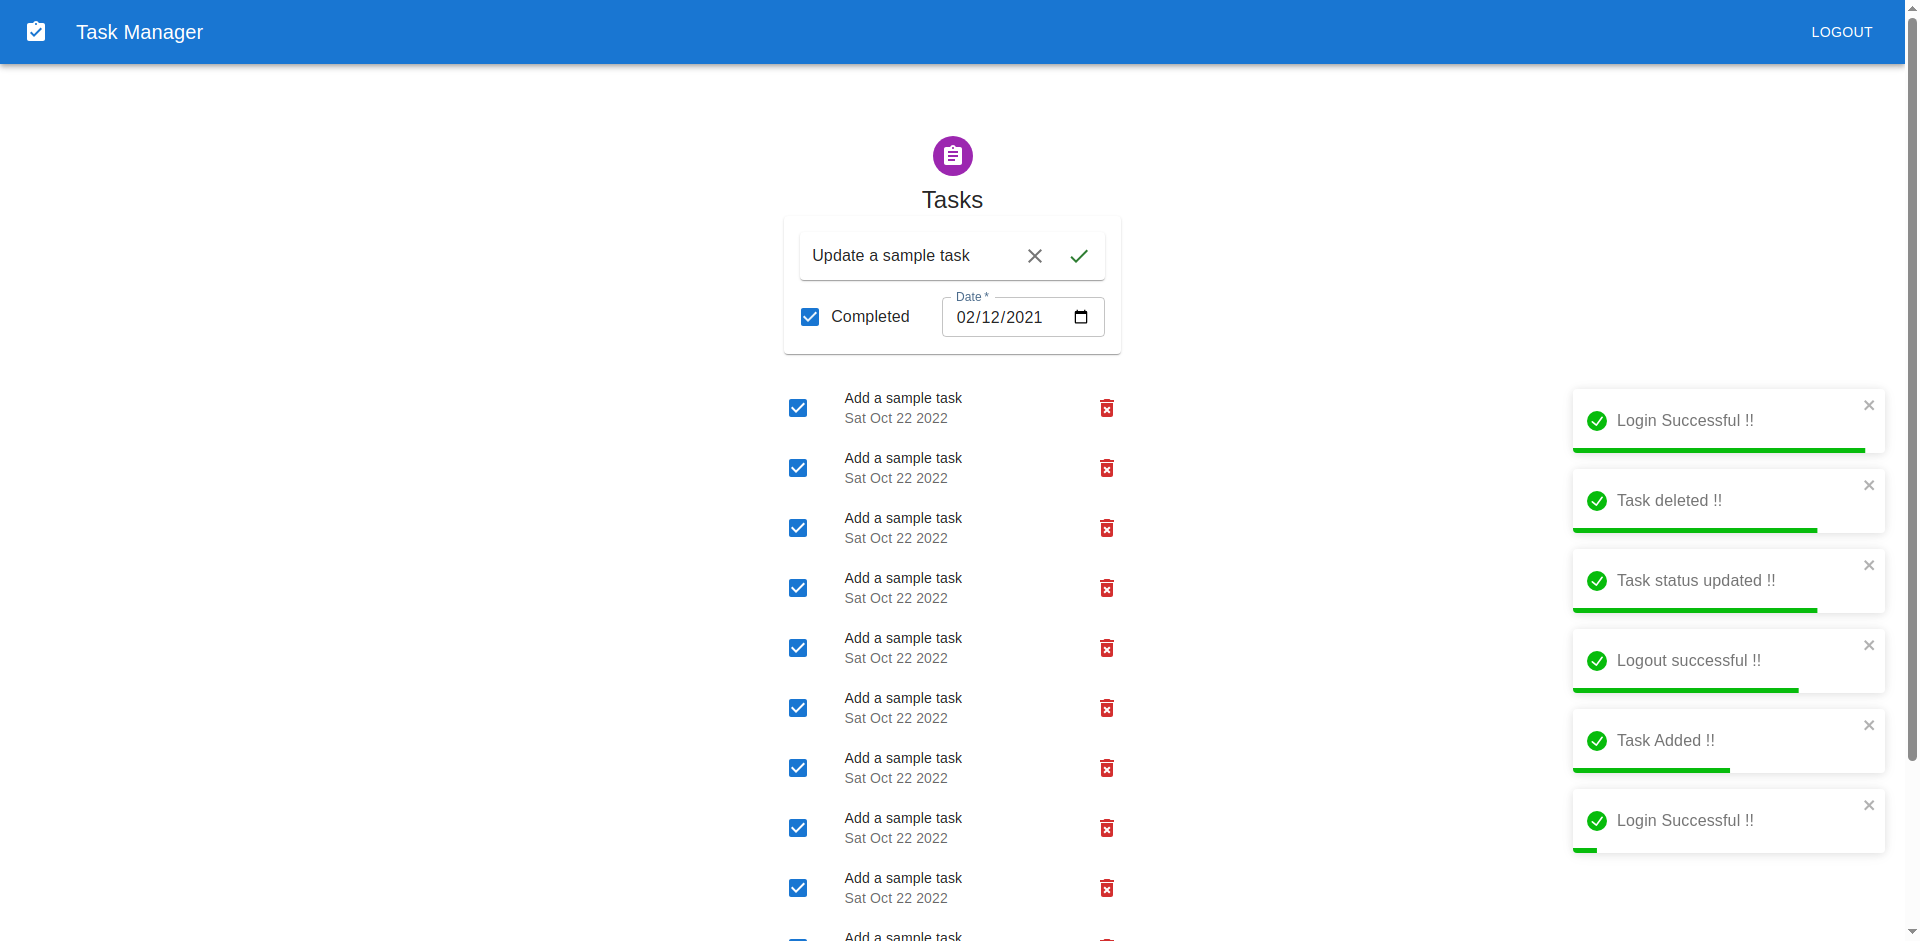 Task Manager
LOGOUT
Tasks
Update a sample task
Date *
Completed
02/12/2021
Add a sample task
Sat Oct 22 2022
Add a sample task
Sat Oct 22 2022
Add a sample task
Sat Oct 22 2022
Add a sample task
Sat Oct 22 2022
Add a sample task
Sat Oct 22 2022
Add a sample task
Sat Oct 22 2022
Add a sample task
Sat Oct 22 2022
Add a sample task
Sat Oct 22 2022
Add a sample task
Sat Oct 22 2022
Add a sample task
Login Successful !!
Task deleted !!
Task status updated !!
Logout successful !!
Task Added !!
Login Successful !!